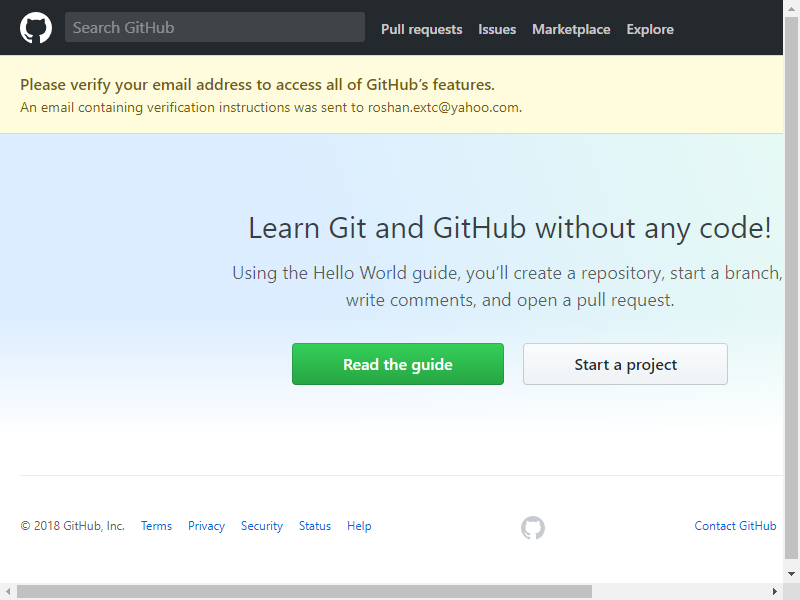 Search GitHub
Pull requests
Issues
Marketplace
Explore
Please verify your email address to access all of GitHub's features.
An email containing verification instructions was sent to roshan.extc@yahoo.com.
Learn Git and GitHub without any code!
Using the Hello World guide, you'll create a repository, start a branch,
write comments, and open a pull request.
Read the guide
Start a project
© 2018 GitHub, Inc.
Terms
Privacy
Security
Status
Help
Contact GitHub